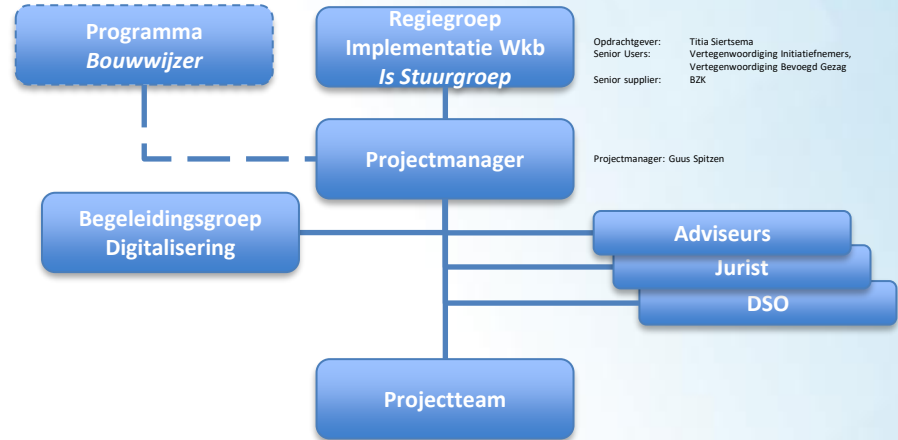 Programma
Bouwwijzer
Regiegroep
Implementatie Wkb
Is Stuurgroep
Opdrachtgever: Titia Siertsema
Senior Users: Vertegenwoordiging Initiatiefnemers,
Vertegenwoordiging Bevoegd Gezag
Senior supplier: BZK
Projectmanager
Projectmanager: Guus Spitzen
Begeleidingsgroep
Digitalisering
Adviseurs
Jurist
DSO
Projectteam